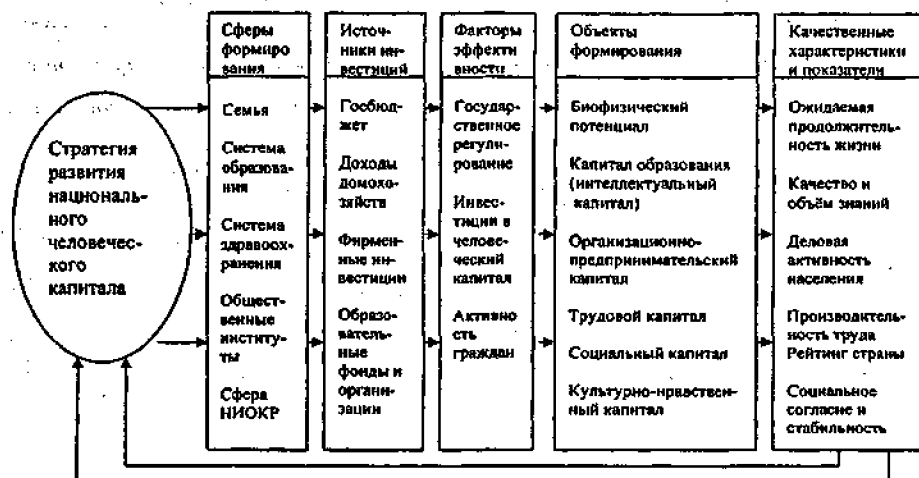 Сферы
формиро
вания
Источ-
ники ин-
вестиций
Факторы
эффекти
вности
Объекты
формирования
Качественные
характеристики
и показатели
Стратегия
развития
националь-
ного
человечес-
кого
капитала
Семья
Система
образова-
ния
Система
здравоох-
ранения
Общест-
венные
институ-
ты
Сфера
НИОКР
Госбюд-
жет
Доходы
домохо-
зяйств
Фирмен-
ные ин-
вестиции
Образо-
ватель-
ные
фонды и
органи-
зации
Государ-
ственное
регули-
рование
Инвес-
тиции в
челове-
ческий
капитал
Активно
сть
граждан
Биофизический
потенциал
Капитал образования
(интеллектуальный
капитал)
Организационно-
предпринимательский
капитал
Трудовой капитал
Социальный капитал
Культурно-нравствен-
ный капитал
Ожидаемая
продолжитель-
ность жизни
Качество и
объём знаний
Деловая
активность
населения
Производитель-
ность труда
Рейтинг страны
Социальное
согласие и
стабильность